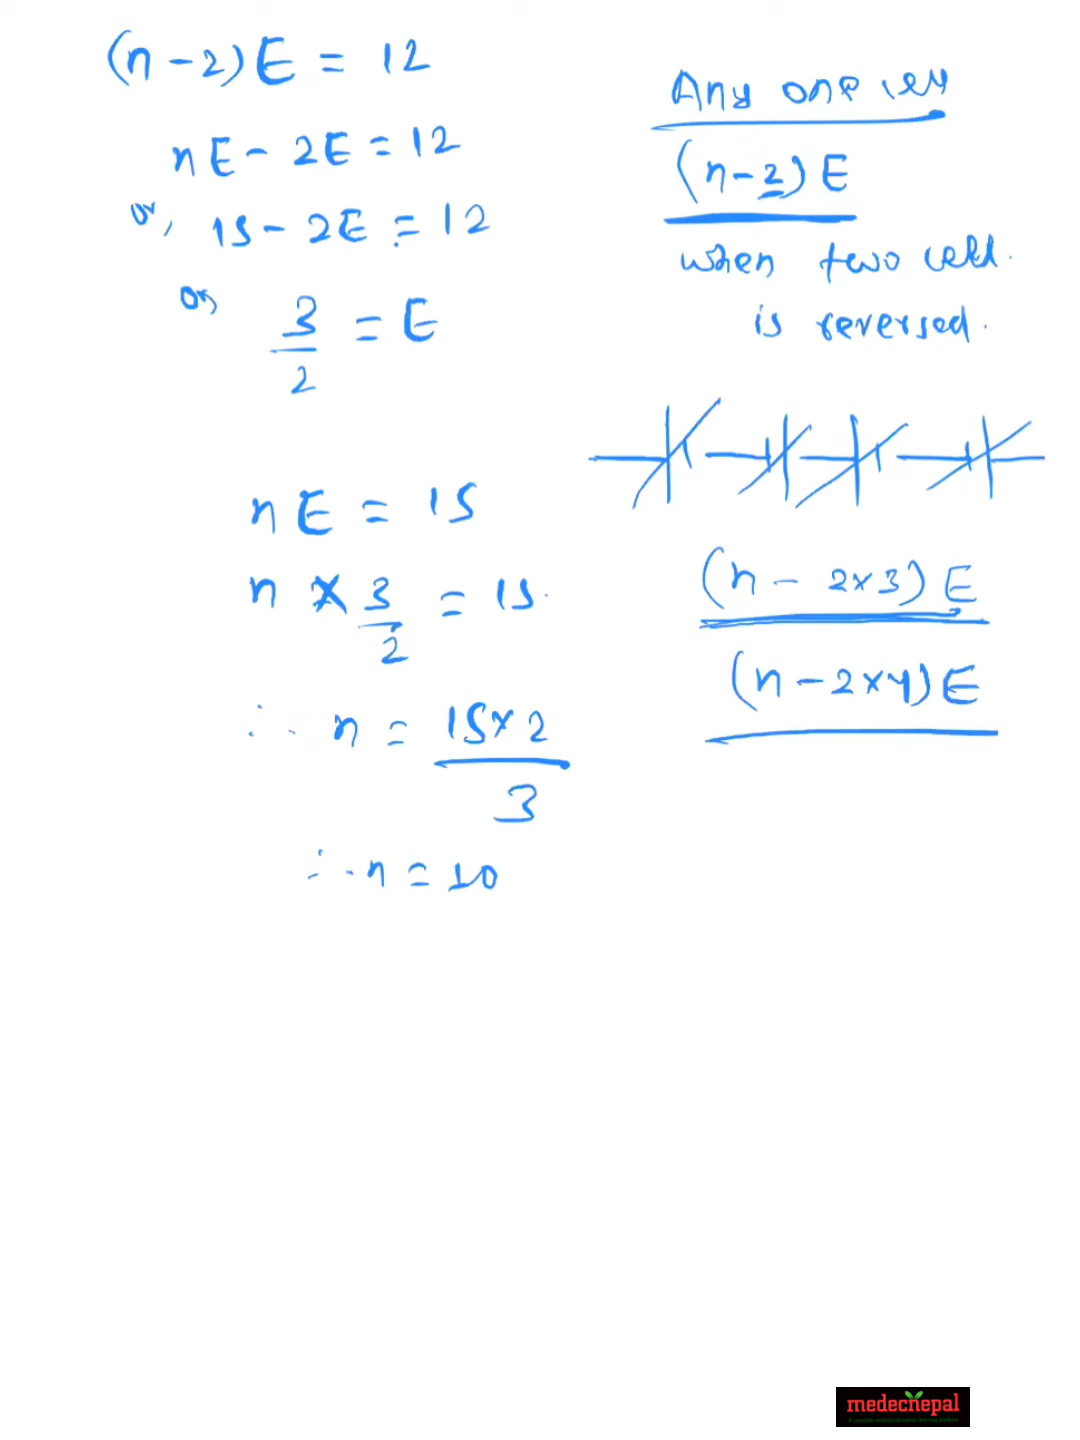 (n-2)E = 12
nE - 2E = 12
or, 15 - 2E = 12
or, 3/2 = E
nE = 15
n × 3/2 = 15.
∴ n = 15×2/3
∴ n = 10
Any one cell
(n-2)E
when two cell.
is reversed.
(n - 2×3)E
(n - 2×4)E
medecnepal